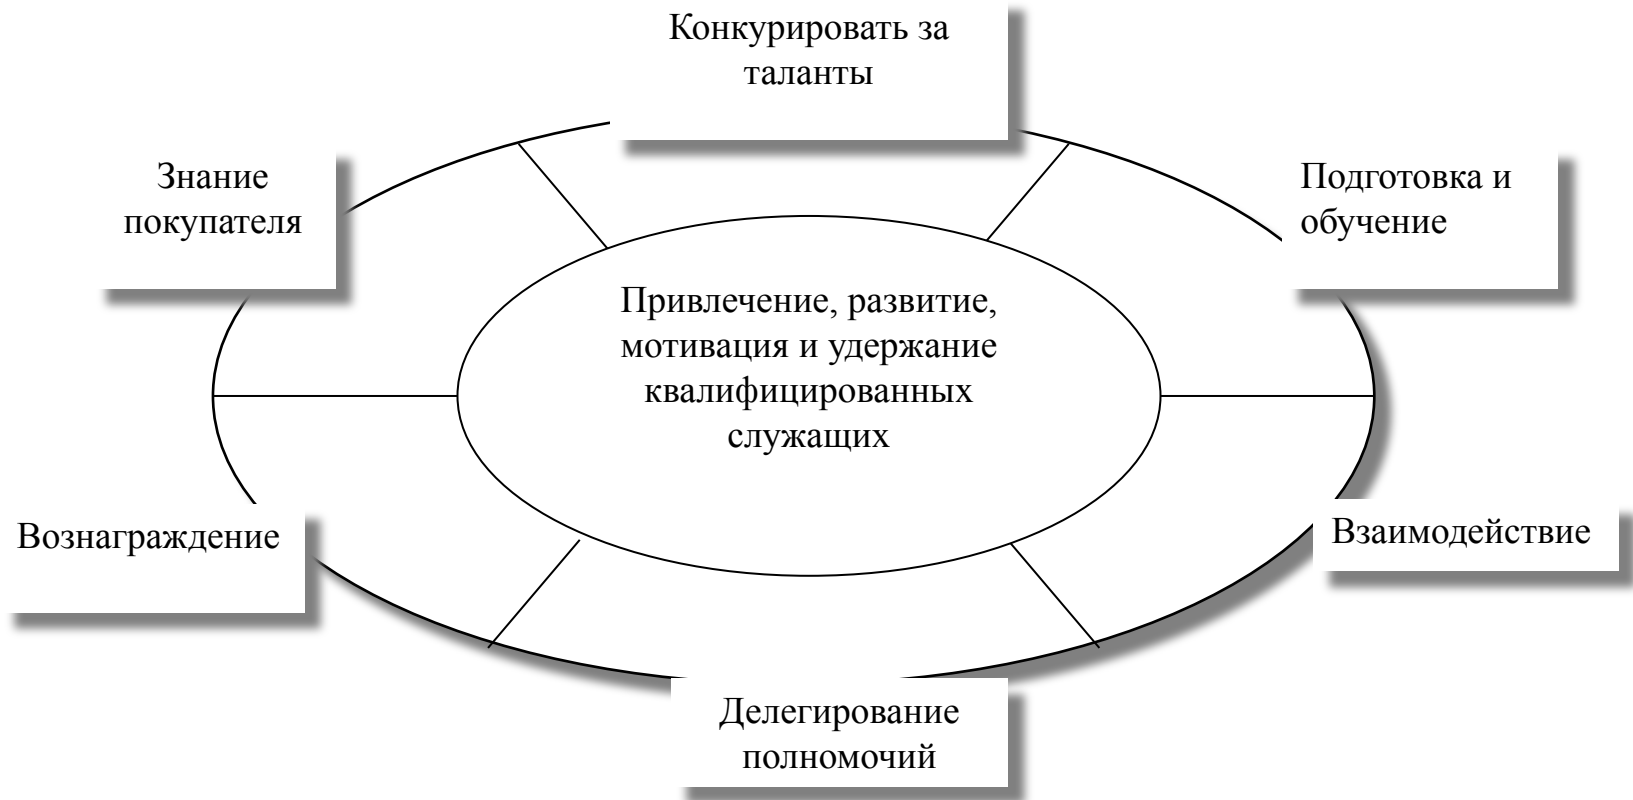 Конкурировать за
таланты
Знание
покупателя
Подготовка и
обучение
Привлечение, развитие,
мотивация и удержание
квалифицированных
служащих
Вознаграждение
Взаимодействие
Делегирование
полномочий